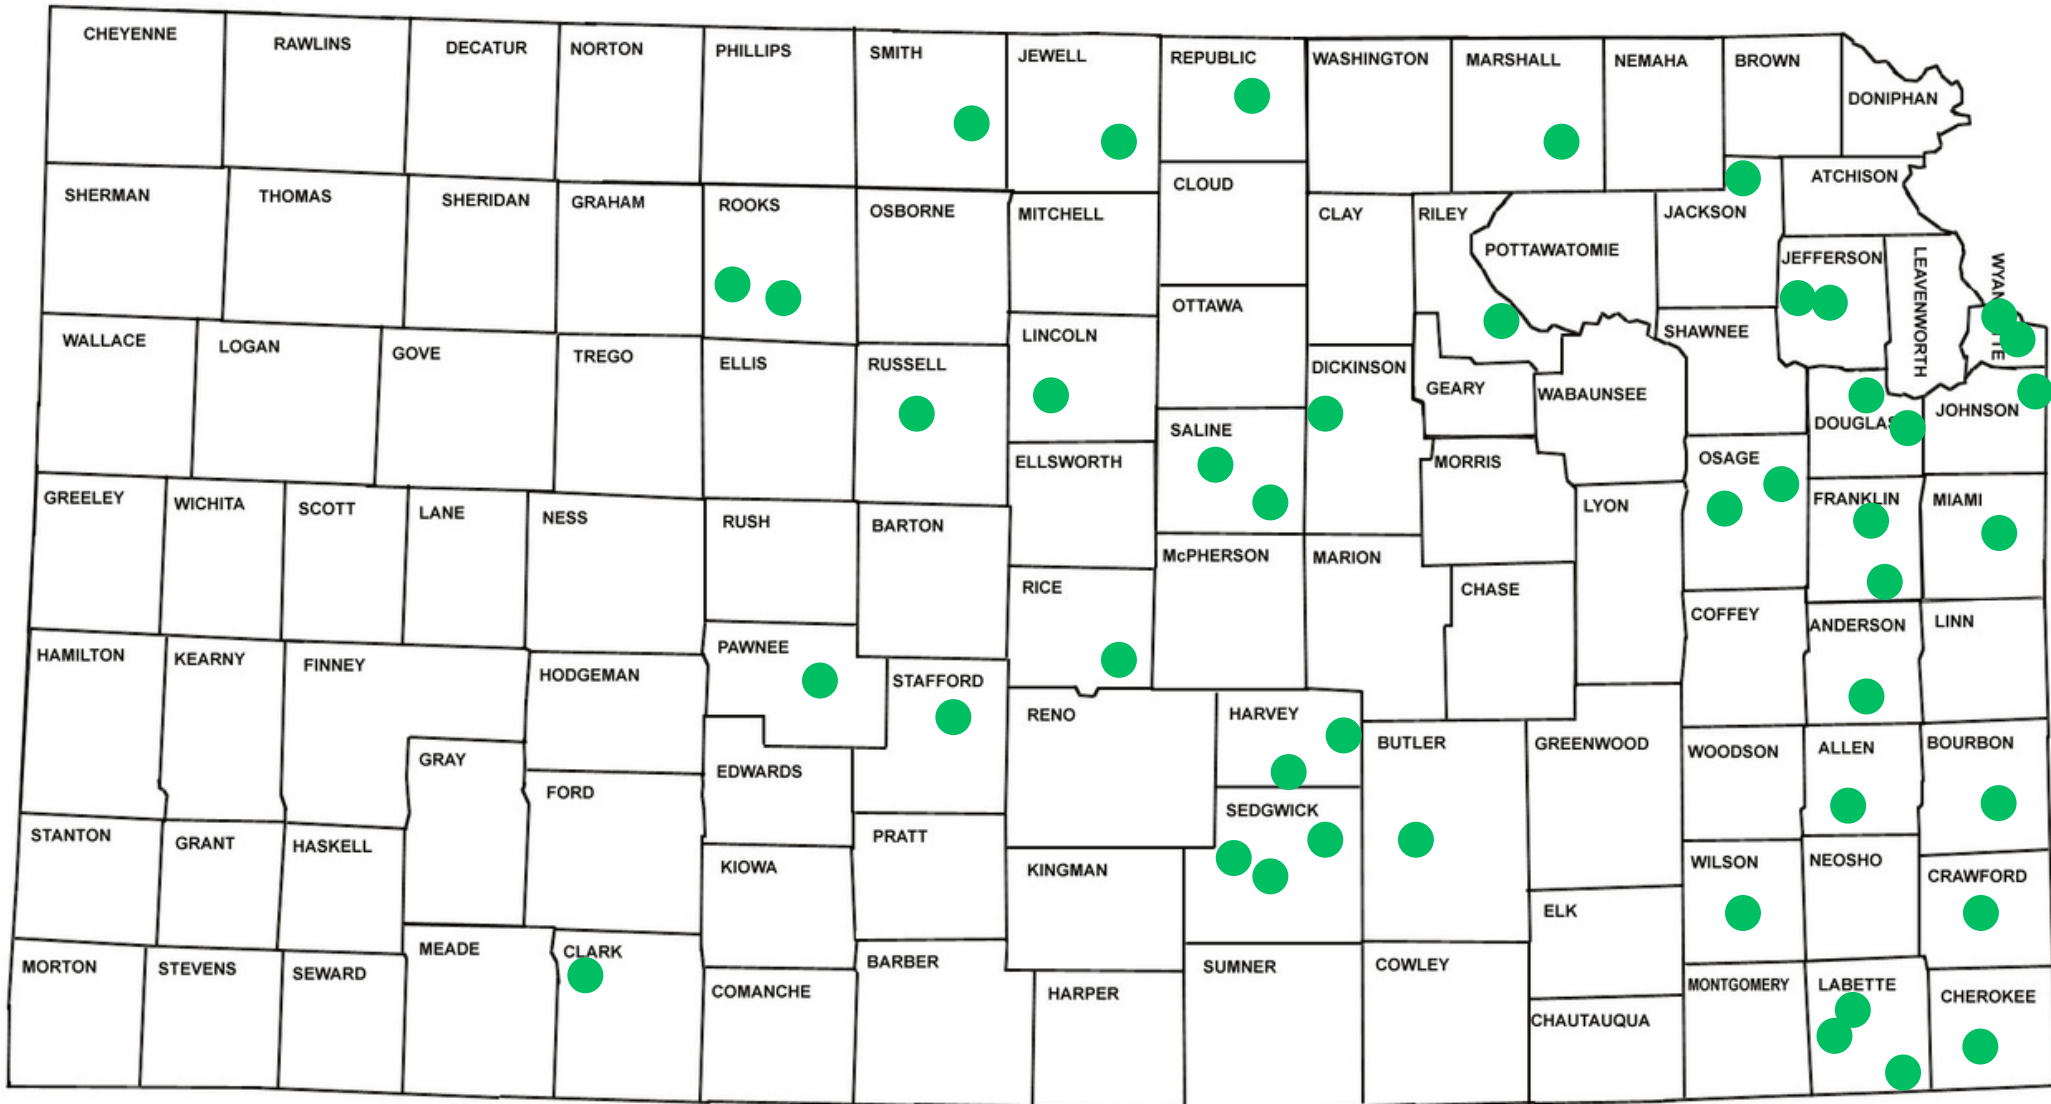 CHEYENNE
RAWLINS
DECATUR
NORTON
PHILLIPS
SMITH
JEWELL
REPUBLIC
WASHINGTON
MARSHALL
NEMAHA
BROWN
DONIPHAN
SHERMAN
THOMAS
SHERIDAN
GRAHAM
ROOKS
OSBORNE
MITCHELL
CLOUD
CLAY
RILEY
POTTAWATOMIE
JACKSON
ATCHISON
JEFFERSON
LEAVENWORTH
WALLACE
LOGAN
GOVE
TREGO
ELLIS
RUSSELL
LINCOLN
OTTAWA
DICKINSON
GEARY
WABAUNSEE
SHAWNEE
DOUGLAS
JOHNSON
GREELEY
WICHITA
SCOTT
LANE
NESS
RUSH
BARTON
ELLSWORTH
SALINE
MORRIS
LYON
OSAGE
FRANKLIN
MIAMI
RICE
McPHERSON
MARION
CHASE
COFFEY
ANDERSON
LINN
HAMILTON
KEARNY
FINNEY
HODGEMAN
PAWNEE
STAFFORD
RENO
HARVEY
BUTLER
GREENWOOD
WOODSON
ALLEN
BOURBON
GRAY
FORD
EDWARDS
SEDGWICK
STANTON
GRANT
HASKELL
KIOWA
PRATT
KINGMAN
ELK
WILSON
NEOSHO
CRAWFORD
MORTON
STEVENS
SEWARD
MEADE
CLARK
COMANCHE
BARBER
HARPER
SUMNER
COWLEY
CHAUTAUQUA
MONTGOMERY
LABETTE
CHEROKEE